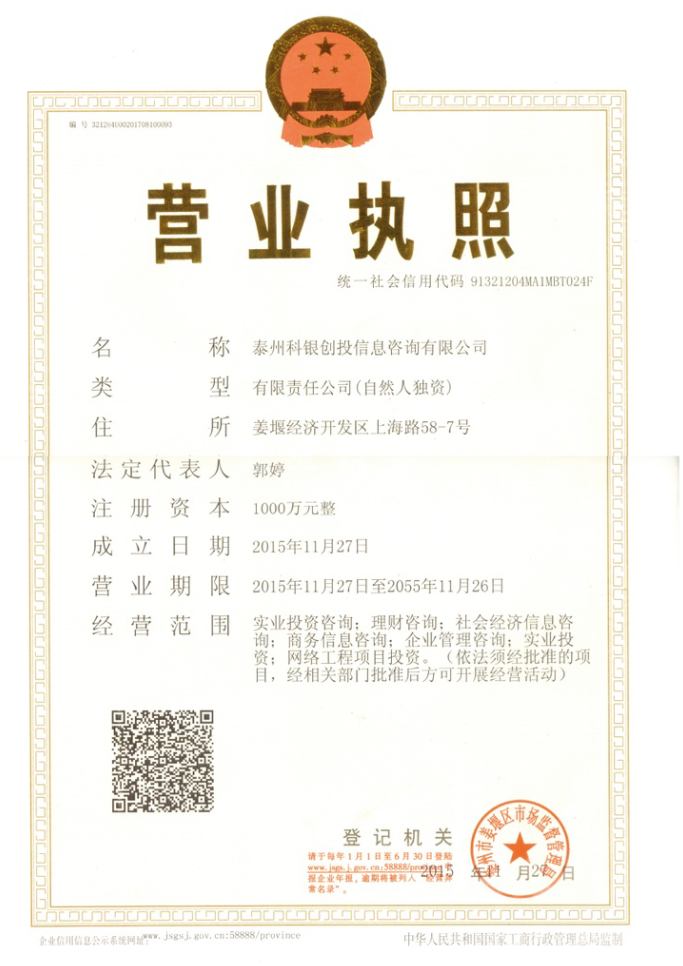 编 号 321284000201708100093
营业执照
统一社会信用代码 91321204MA1MBT024F
名称 泰州科银创投信息咨询有限公司
类型 有限责任公司(自然人独资)
住所 姜堰经济开发区上海路58-7号
法定代表人 郭婷
注册资本 1000万元整
成立日期 2015年11月27日
营业期限 2015年11月27日至2055年11月26日
经营范围 实业投资咨询；理财咨询；社会经济信息咨
询；商务信息咨询；企业管理咨询；实业投
资；网络工程项目投资。（依法须经批准的项
目，经相关部门批准后方可开展经营活动）
登记机关
泰州市姜堰区市场监督管理局
请于每年1月1日至6月30日登陆
www.jsgsj.gov.cn:58888/province
报企业年报，逾期将被列入“经营异
常名录”。
2015 年11 月27 日
企业信用信息公示系统网址：www.jsgsj.gov.cn:58888/province
中华人民共和国国家工商行政管理总局监制